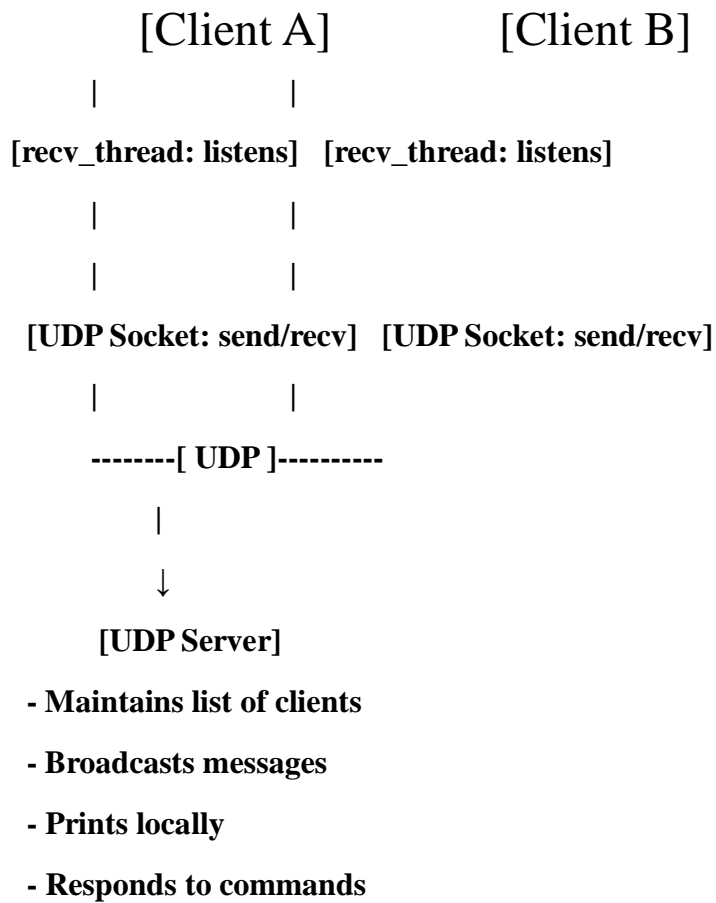 [Client A] [Client B]
| |
[recv_thread: listens] [recv_thread: listens]
| |
| |
[UDP Socket: send/recv] [UDP Socket: send/recv]
| |
--------[ UDP ]----------
|
↓
[UDP Server]
- Maintains list of clients
- Broadcasts messages
- Prints locally
- Responds to commands